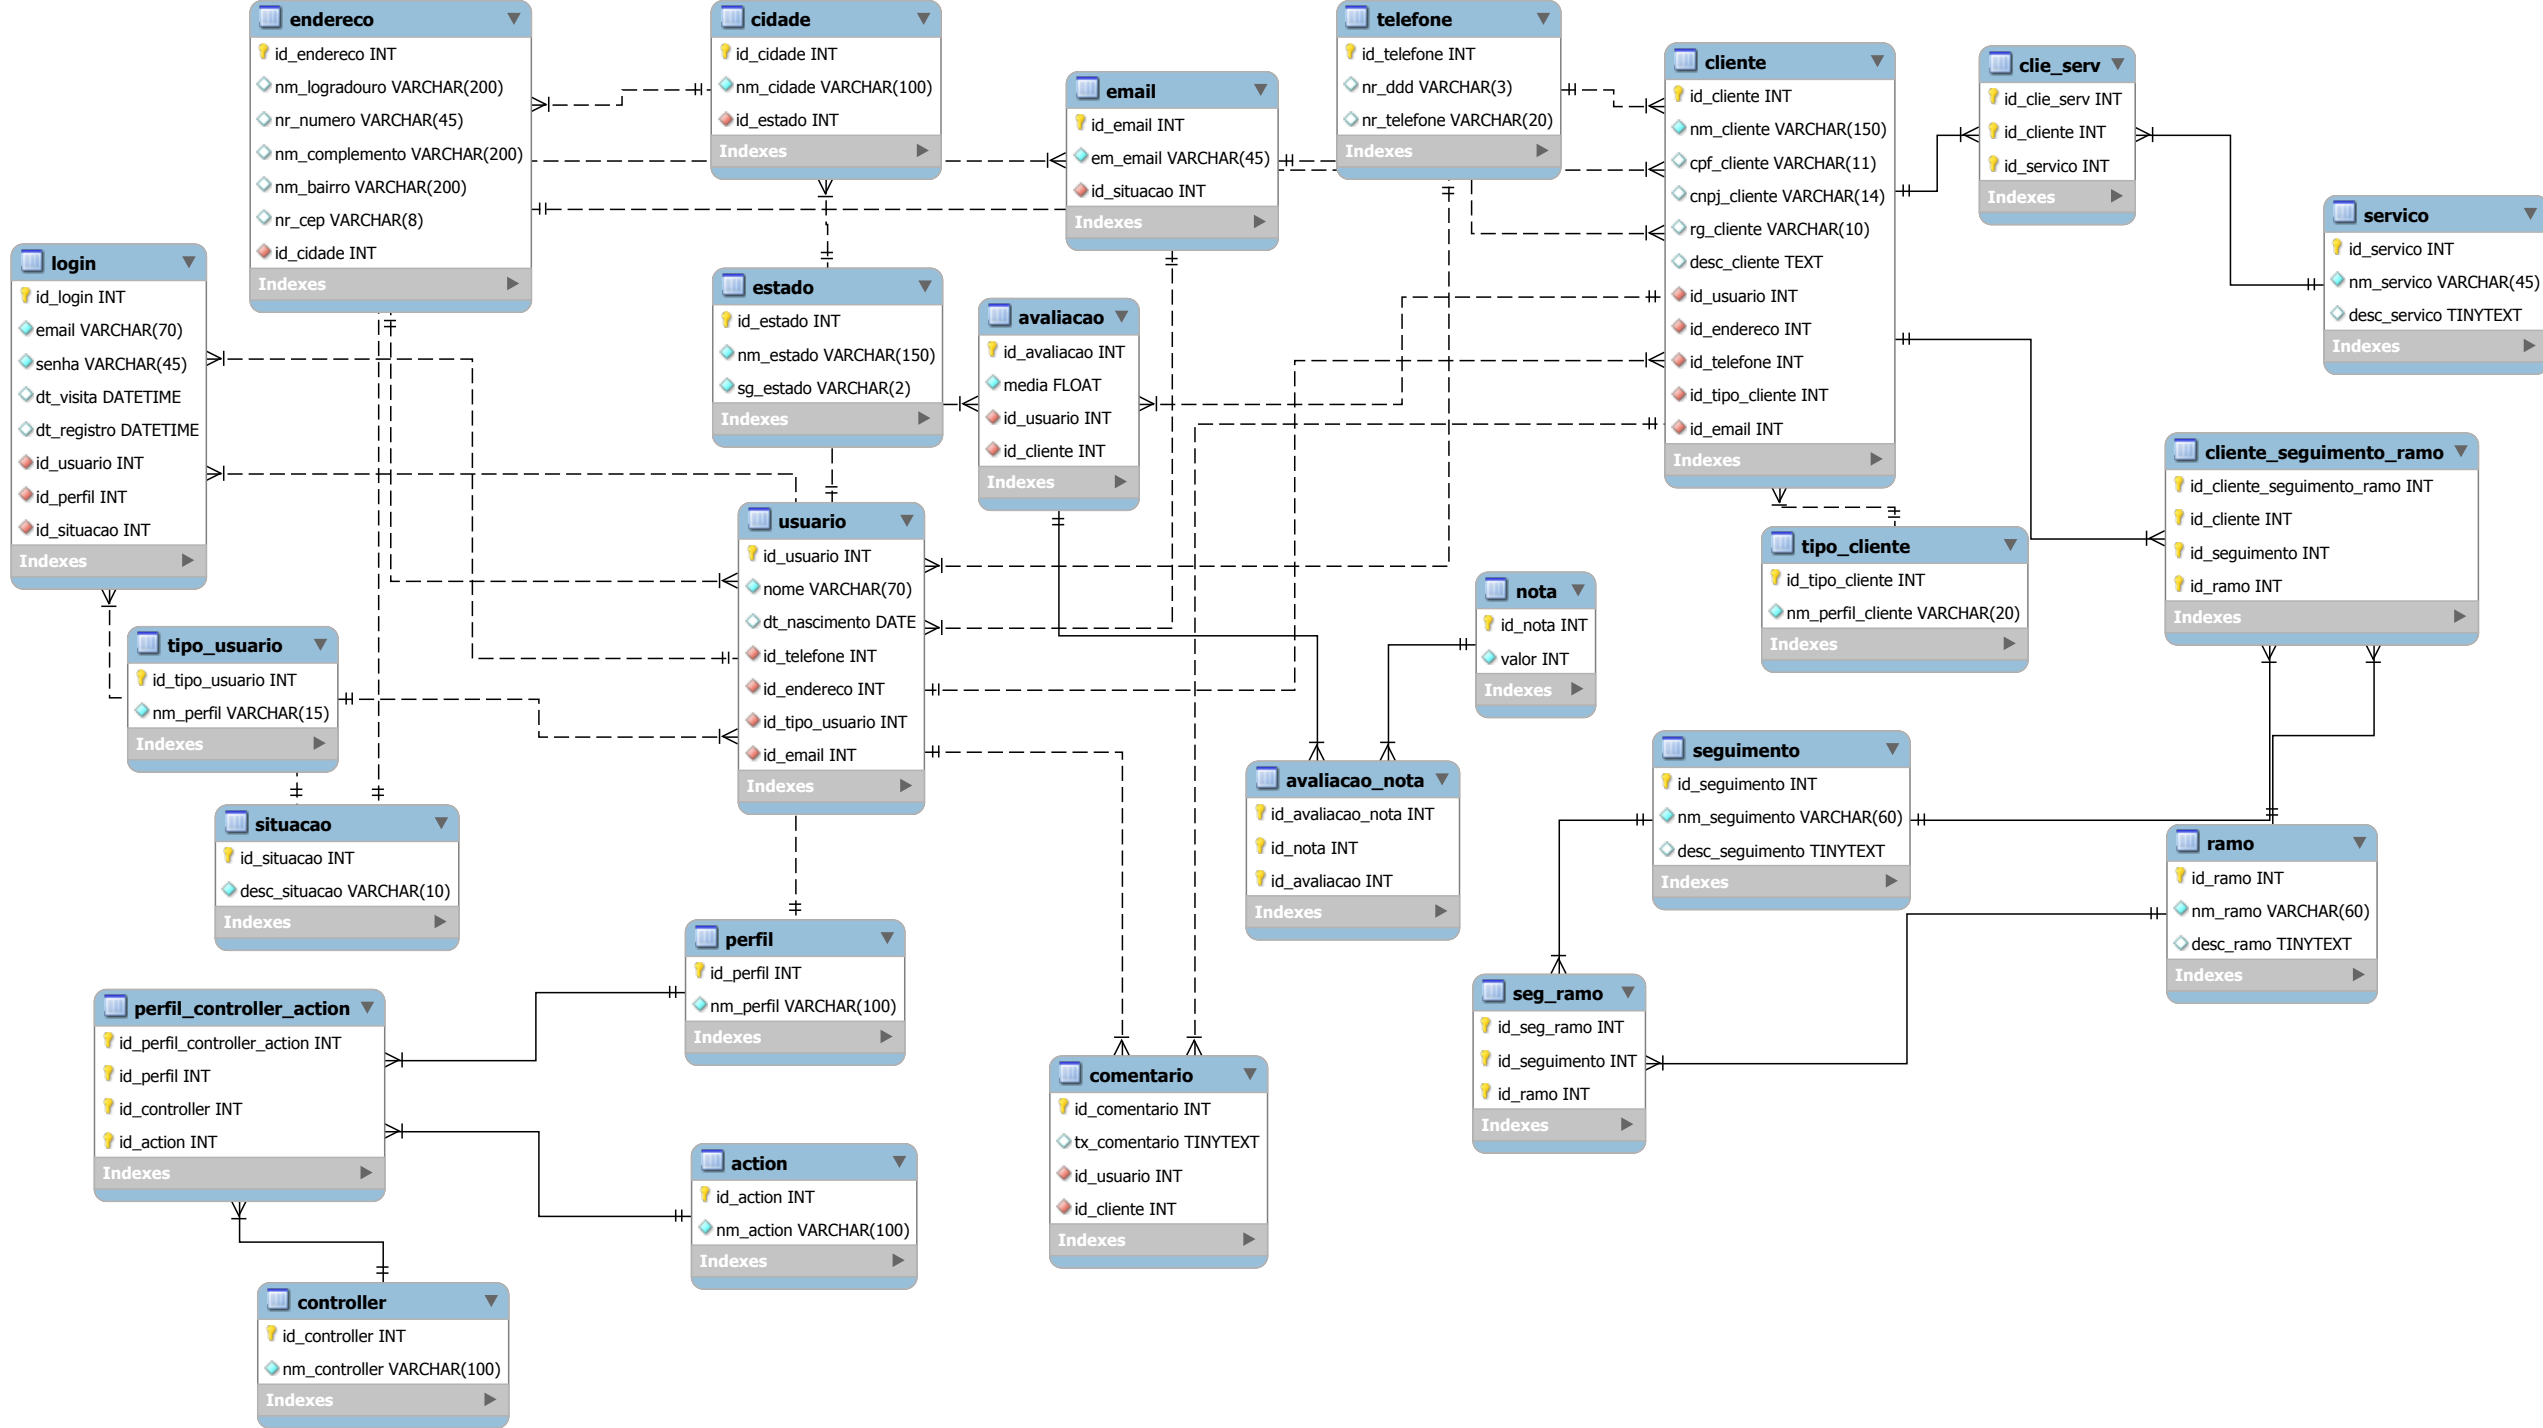 endereco
id_endereco INT
nm_logradouro VARCHAR(200)
nr_numero VARCHAR(45)
nm_complemento VARCHAR(200)
nm_bairro VARCHAR(200)
nr_cep VARCHAR(8)
id_cidade INT
Indexes
cidade
id_cidade INT
nm_cidade VARCHAR(100)
id_estado INT
Indexes
email
id_email INT
em_email VARCHAR(45)
id_situacao INT
Indexes
telefone
id_telefone INT
nr_ddd VARCHAR(3)
nr_telefone VARCHAR(20)
cliente
id_cliente INT
nm_cliente VARCHAR(150)
cpf_cliente VARCHAR(11)
cnpj_cliente VARCHAR(14)
rg_cliente VARCHAR(10)
desc_cliente TEXT
id_usuario INT
id_endereco INT
id_telefone INT
id_tipo_cliente INT
id_email INT
Indexes
clie_serv
id_clie_serv INT
id_cliente INT
id_servico INT
Indexes
servico
id_servico INT
nm_servico VARCHAR(45)
desc_servico TINYTEXT
Indexes
login
id_login INT
email VARCHAR(70)
senha VARCHAR(45)
dt_visita DATETIME
dt_registro DATETIME
id_usuario INT
id_perfil INT
id_situacao INT
Indexes
estado
id_estado INT
nm_estado VARCHAR(150)
sg_estado VARCHAR(2)
Indexes
avaliacao
id_avaliacao INT
media FLOAT
id_usuario INT
id_cliente INT
Indexes
cliente_seguimento_ramo
id_cliente_seguimento_ramo INT
id_cliente INT
id_seguimento INT
id_ramo INT
Indexes
usuario
id_usuario INT
nome VARCHAR(70)
dt_nascimento DATE
id_telefone INT
id_endereco INT
id_tipo_usuario INT
id_email INT
Indexes
tipo_cliente
id_tipo_cliente INT
nm_perfil_cliente VARCHAR(20)
Indexes
nota
id_nota INT
valor INT
Indexes
tipo_usuario
id_tipo_usuario INT
nm_perfil VARCHAR(15)
Indexes
situacao
id_situacao INT
desc_situacao VARCHAR(10)
Indexes
avaliacao_nota
id_avaliacao_nota INT
id_nota INT
id_avaliacao INT
Indexes
seguimento
id_seguimento INT
nm_seguimento VARCHAR(60)
desc_seguimento TINYTEXT
Indexes
ramo
id_ramo INT
nm_ramo VARCHAR(60)
desc_ramo TINYTEXT
Indexes
perfil
id_perfil INT
nm_perfil VARCHAR(100)
Indexes
perfil_controller_action
id_perfil_controller_action INT
id_perfil INT
id_controller INT
id_action INT
Indexes
seg_ramo
id_seg_ramo INT
id_seguimento INT
id_ramo INT
Indexes
comentario
id_comentario INT
tx_comentario TINYTEXT
id_usuario INT
id_cliente INT
Indexes
action
id_action INT
nm_action VARCHAR(100)
Indexes
controller
id_controller INT
nm_controller VARCHAR(100)
Indexes